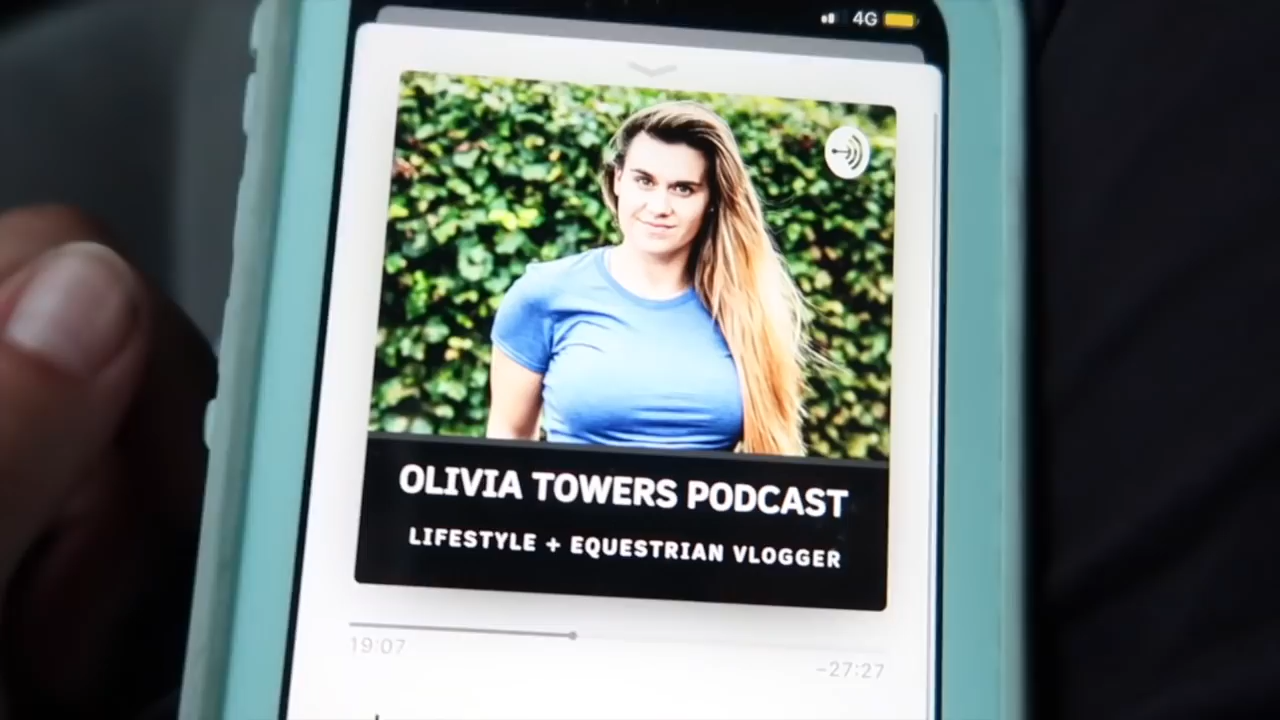 4G
OLIVIA TOWERS PODCAST
LIFESTYLE + EQUESTRIAN VLOGGER
19:07
-27:27